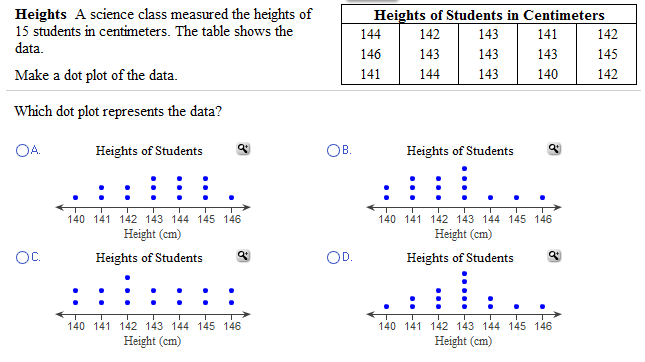 Heights A science class measured the heights of
15 students in centimeters. The table shows the
data.
Make a dot plot of the data.
Heights of Students in Centimeters
144 142 143 141 142
146 143 143 143 145
141 144 143 140 142
Which dot plot represents the data?
A. Heights of Students
140 141 142 143 144 145 146
Height (cm)
B. Heights of Students
140 141 142 143 144 145 146
Height (cm)
C. Heights of Students
140 141 142 143 144 145 146
Height (cm)
D. Heights of Students
140 141 142 143 144 145 146
Height (cm)